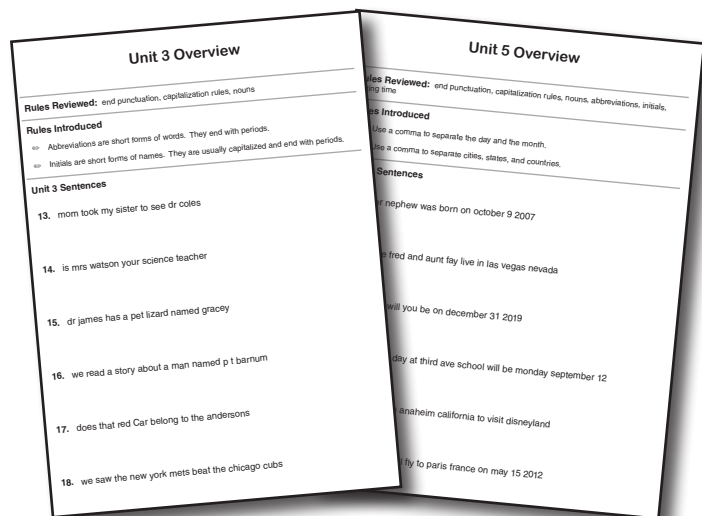 Unit 3 Overview
Rules Reviewed: end punctuation, capitalization rules, nouns
Rules Introduced
Abbreviations are short forms of words. They end with periods.
Initials are short forms of names. They are usually capitalized and end with periods.
Unit 3 Sentences
13. mom took my sister to see dr coles
14. is mrs watson your science teacher
15. dr james has a pet lizard named gracey
16. we read a story about a man named p t barnum
17. does that red Car belong to the andersons
18. we saw the new york mets beat the chicago cubs
Unit 5 Overview
Reviewed: end punctuation, capitalization rules, nouns, abbreviations, initials,
time
Introduced
Use a comma to separate the day and the month.
Use a comma to separate cities, states, and countries.
Sentences
nephew was born on october 9 2007
fred and aunt fay live in las vegas nevada
will you be on december 31 2019
day at third ave school will be monday september 12
anaheim california to visit disneyland
fly to paris france on may 15 2012